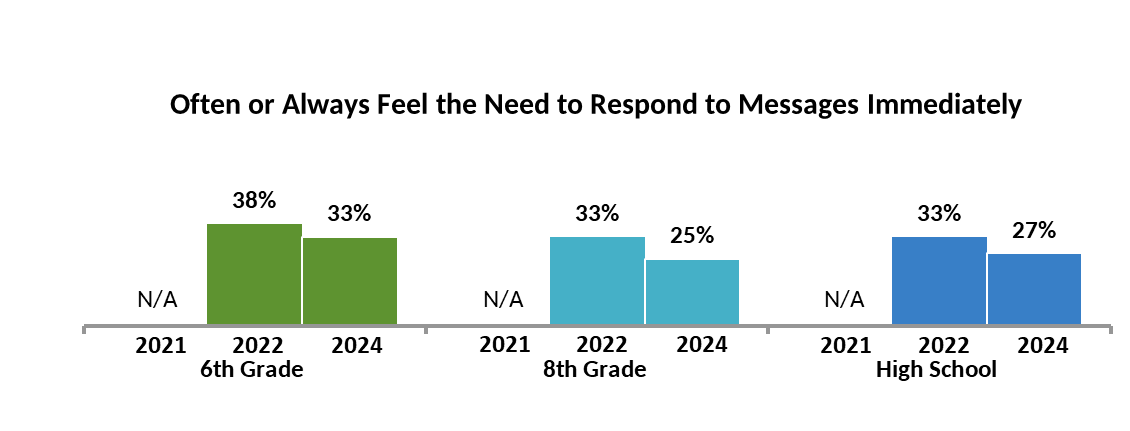 Often or Always Feel the Need to Respond to Messages Immediately
38%
33%
N/A
33%
25%
N/A
33%
27%
N/A
2021 2022 2024
6th Grade
2021 2022 2024
8th Grade
2021 2022 2024
High School